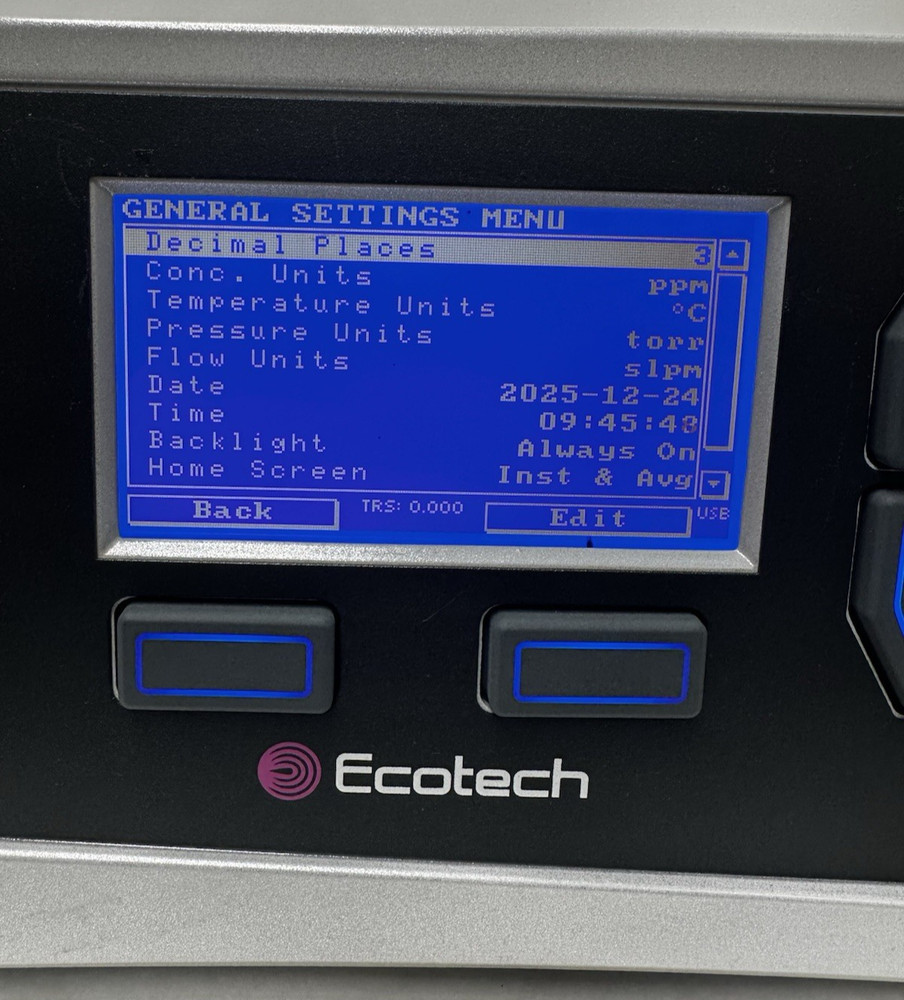 GENERAL SETTINGS MENU
Decimal Places 3
Conc. Units ppm
Temperature Units °C
Pressure Units torr
Flow Units slpm
Date 2025-12-24
Time 09:45:48
Backlight Always On
Home Screen Inst & Avg
Back TRS: 0.000 Edit USB
Ecotech